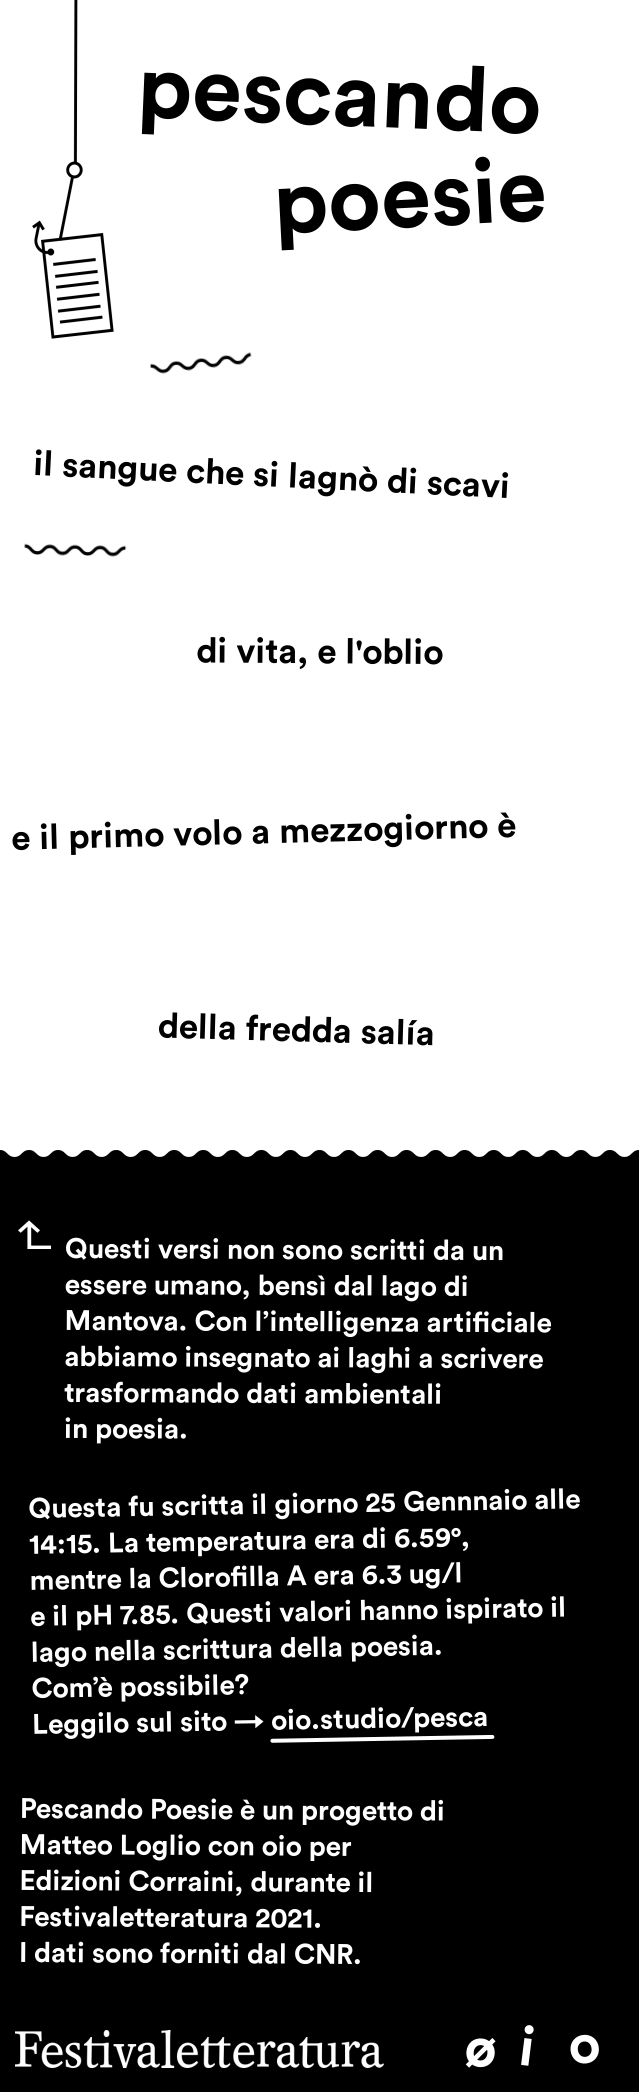 pescando
poesie
il sangue che si lagnò di scavi
di vita, e l'oblio
e il primo volo a mezzogiorno è
della fredda salía
Questi versi non sono scritti da un
essere umano, bensì dal lago di
Mantova. Con l’intelligenza artificiale
abbiamo insegnato ai laghi a scrivere
trasformando dati ambientali
in poesia.
Questa fu scritta il giorno 25 Gennnaio alle
14:15. La temperatura era di 6.59°,
mentre la Clorofilla A era 6.3 ug/l
e il pH 7.85. Questi valori hanno ispirato il
lago nella scrittura della poesia.
Com’è possibile?
Leggilo sul sito → oio.studio/pesca
Pescando Poesie è un progetto di
Matteo Loglio con oio per
Edizioni Corraini, durante il
Festivaletteratura 2021.
I dati sono forniti dal CNR.
Festivaletteratura ø i o